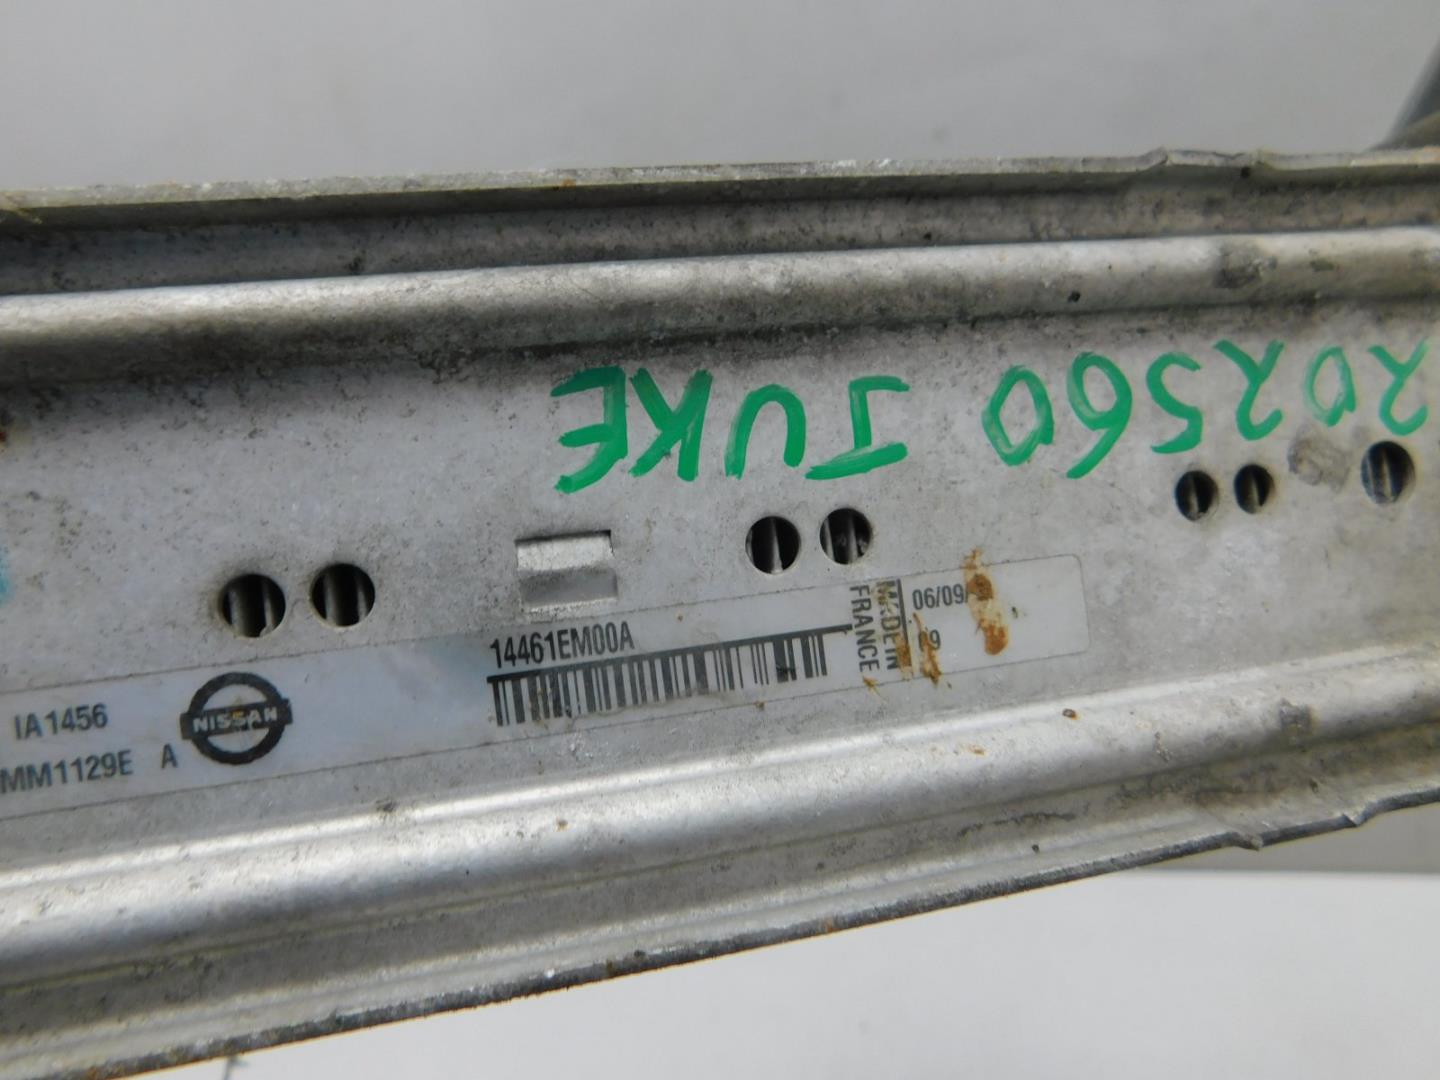 202560 JUKE
14461EM00A
MADE IN
FRANCE
06/09/
IA1456
NISSAN
MM1129E A